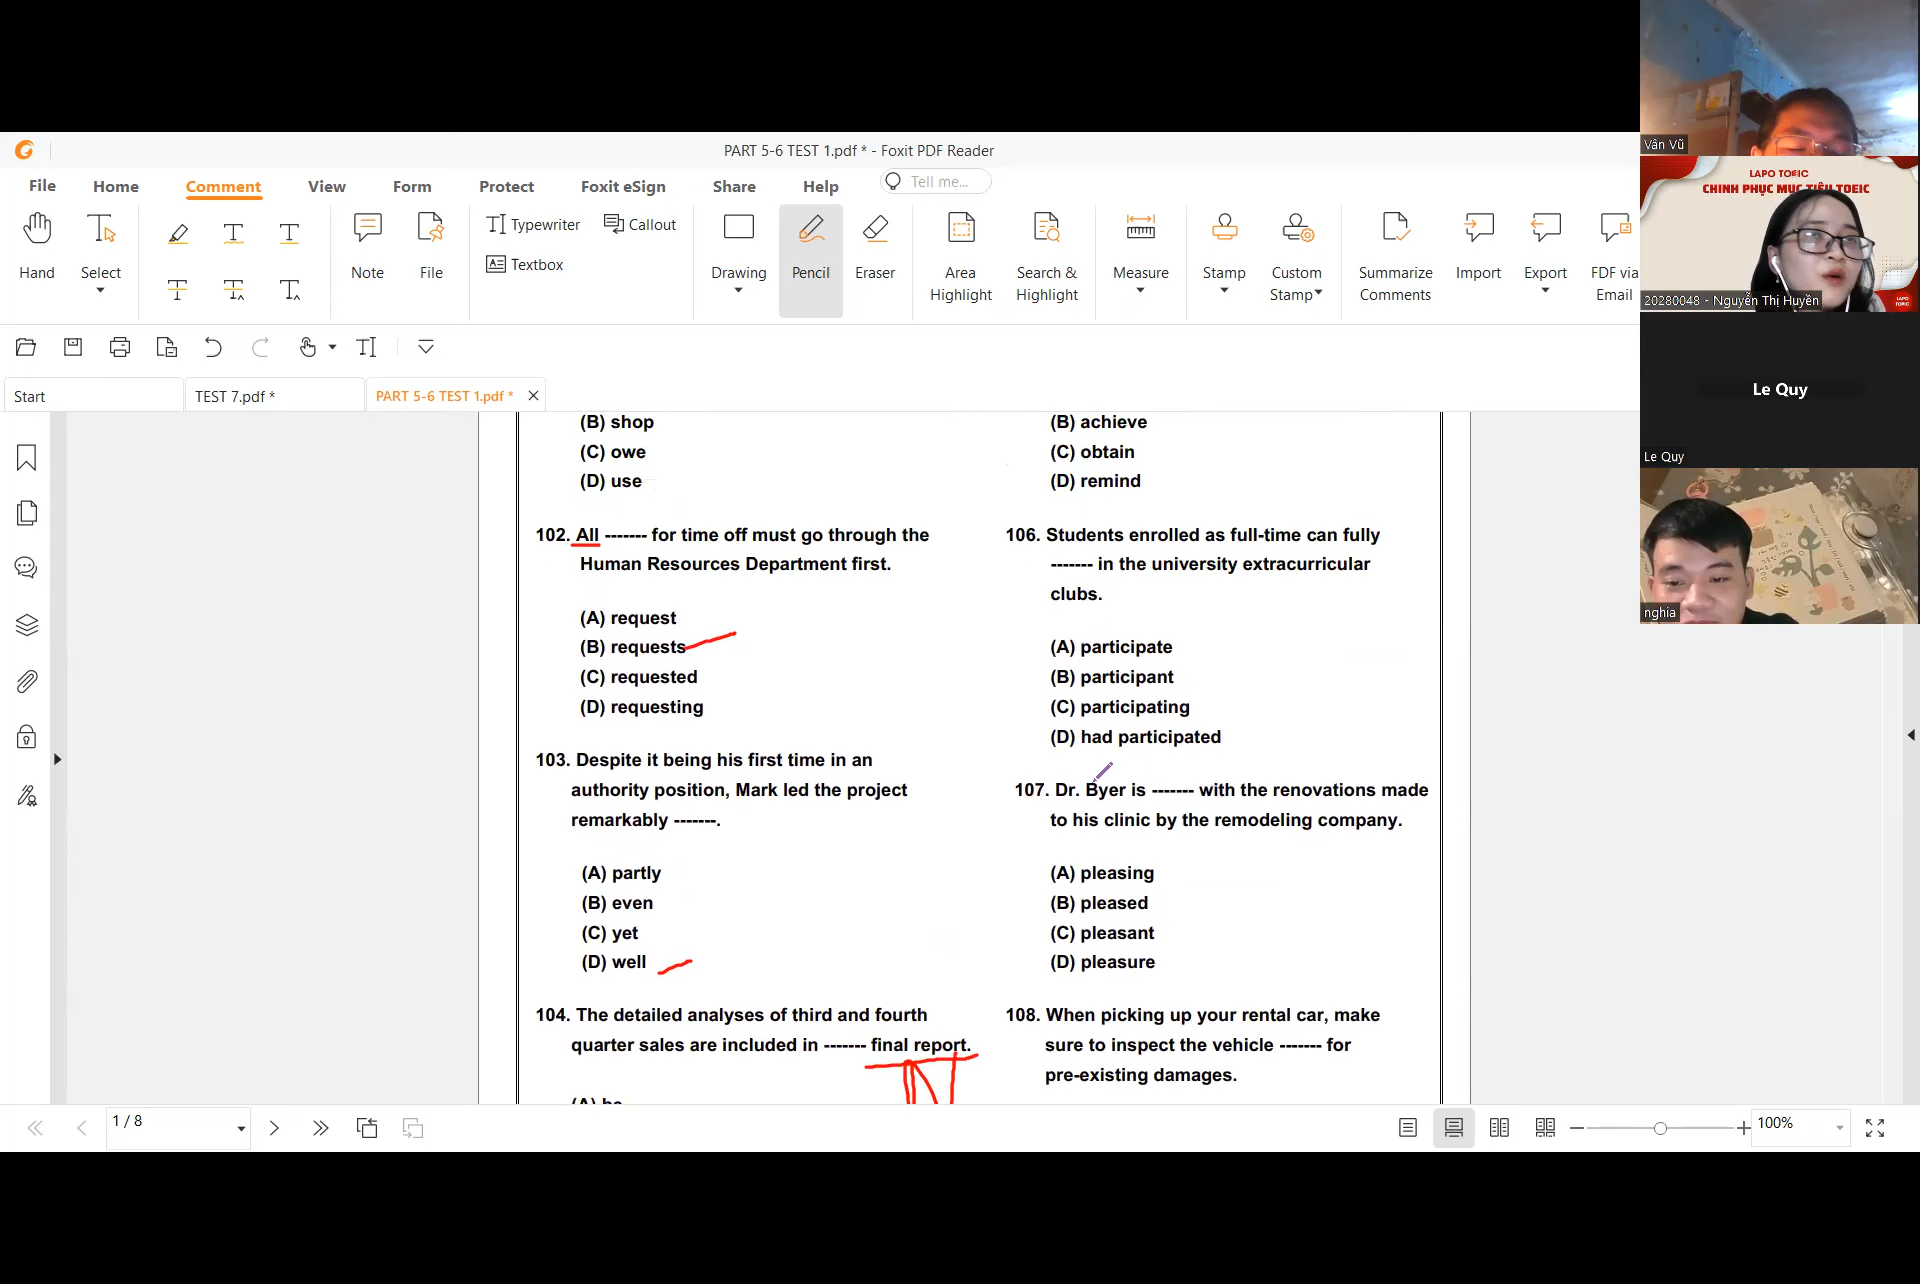 PART 5-6 TEST 1.pdf * - Foxit PDF Reader
File
Home
Comment
View
Form
Protect
Foxit eSign
Share
Help
Tell me...
Hand
Select
Note
File
Typewriter
Callout
Textbox
Drawing
Pencil
Eraser
Area
Highlight
Search &
Highlight
Measure
Stamp
Custom
Stamp
Summarize
Comments
Import
Export
FDF via
Email
Start
TEST 7.pdf *
PART 5-6 TEST 1.pdf *
(B) shop
(C) owe
(D) use
102. All ------- for time off must go through the
Human Resources Department first.
(A) request
(B) requests
(C) requested
(D) requesting
103. Despite it being his first time in an
authority position, Mark led the project
remarkably -------.
(A) partly
(B) even
(C) yet
(D) well
104. The detailed analyses of third and fourth
quarter sales are included in ------- final report.
(B) achieve
(C) obtain
(D) remind
106. Students enrolled as full-time can fully
------- in the university extracurricular
clubs.
(A) participate
(B) participant
(C) participating
(D) had participated
107. Dr. Byer is ------- with the renovations made
to his clinic by the remodeling company.
(A) pleasing
(B) pleased
(C) pleasant
(D) pleasure
108. When picking up your rental car, make
sure to inspect the vehicle ------- for
pre-existing damages.
1 / 8
100%
Vân Vũ
LAPO TOEIC
CHINH PHỤC MỤC TIÊU TOEIC
20280048 - Nguyễn Thị Huyền
Le Quy
Le Quy
nghia